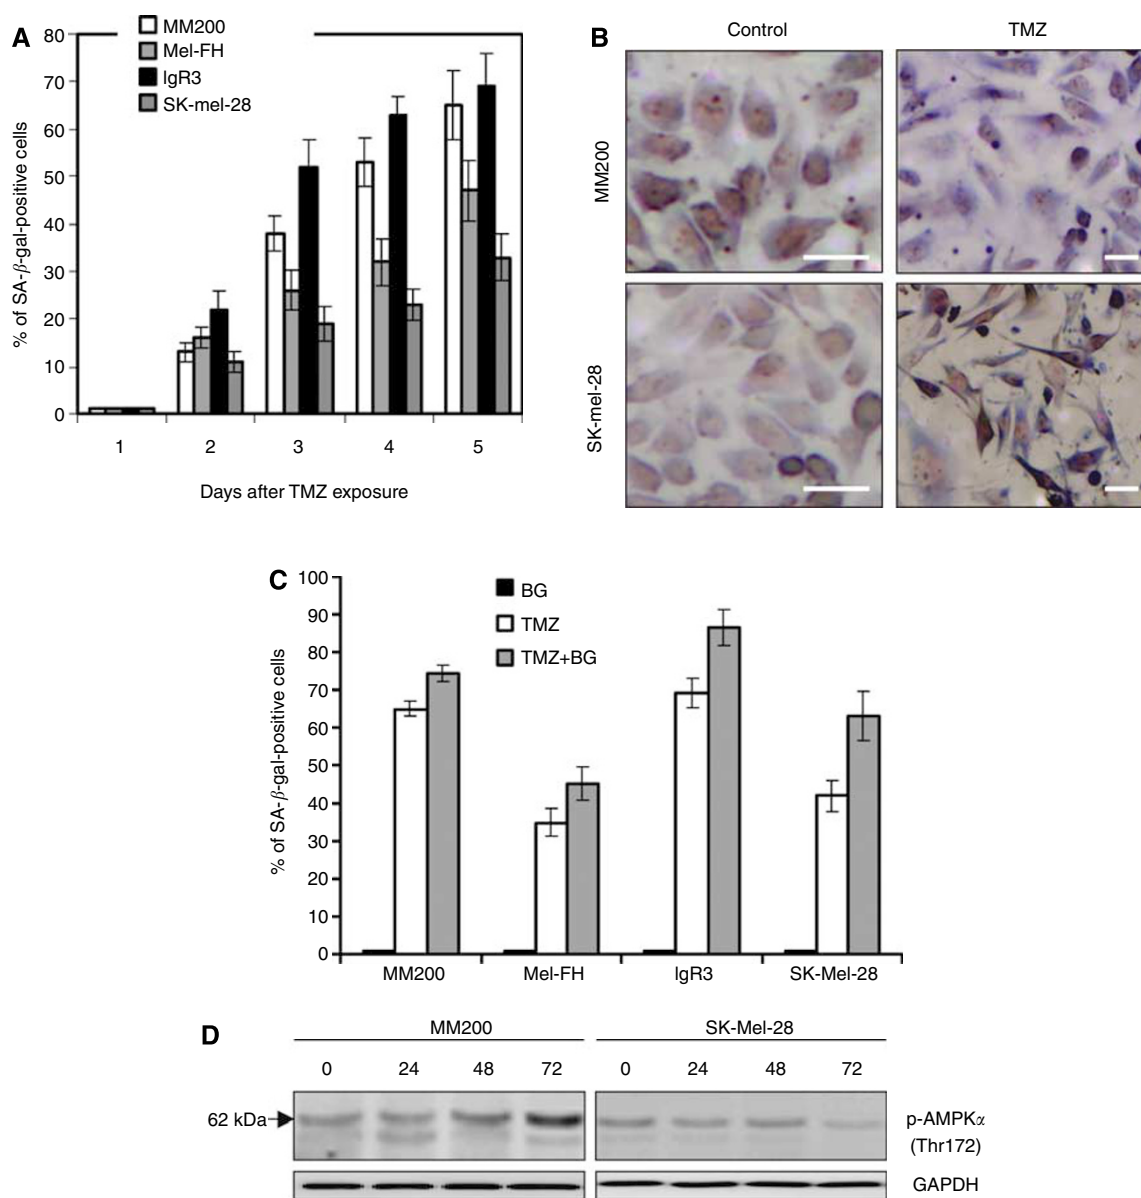 A
MM200
Mel-FH
IgR3
SK-mel-28
% of SA-β-gal-positive cells
80
70
60
50
40
30
20
10
0
1 2 3 4 5
Days after TMZ exposure
B
Control TMZ
MM200
SK-mel-28
C
BG
TMZ
TMZ+BG
% of SA-β-gal-positive cells
100
90
80
70
60
50
40
30
20
10
0
MM200 Mel-FH IgR3 SK-Mel-28
D
MM200 SK-Mel-28
0 24 48 72 0 24 48 72
62 kDa
p-AMPKα
(Thr172)
GAPDH